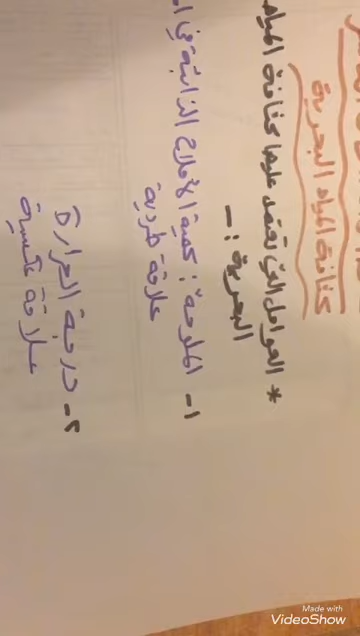 كثافة المياه البحرية
* العوامل التي تعتمد عليها كثافة المياه
البحرية :-
١- الملوحة : كمية الأملاح الذائبة في
علاقة طردية
٢- درجة الحرارة
علاقة عكسية
Made with
VideoShow